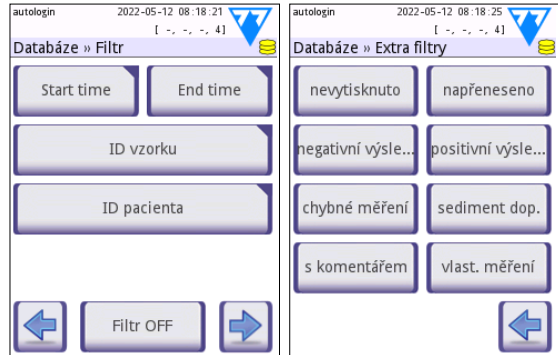 autologin 2022-05-12 08:18:21
[ -, -, -, 4]
Databáze » Filtr
Start time End time
ID vzorku
ID pacienta
Filtr OFF
autologin 2022-05-12 08:18:25
[ -, -, -, 4]
Databáze » Extra filtry
nevytisknuto napřeneseno
negativní výsle... positivní výsle...
chybné měření sediment dop.
s komentářem vlast. měření